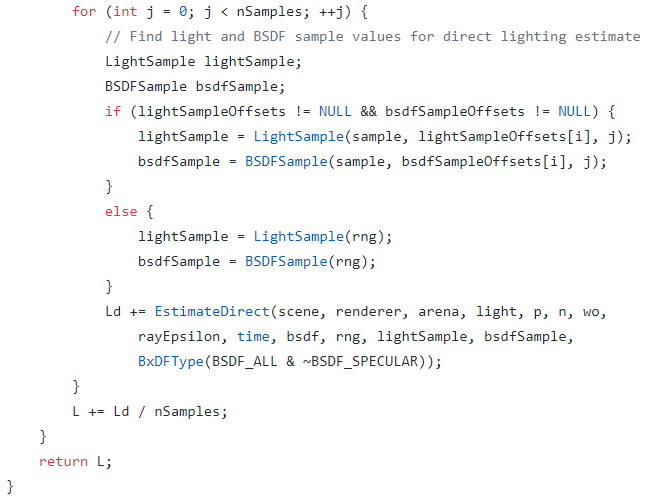 for (int j = 0; j < nSamples; ++j) {
// Find light and BSDF sample values for direct lighting estimate
LightSample lightSample;
BSDFSample bsdfSample;
if (lightSampleOffsets != NULL && bsdfSampleOffsets != NULL) {
lightSample = LightSample(sample, lightSampleOffsets[i], j);
bsdfSample = BSDFSample(sample, bsdfSampleOffsets[i], j);
}
else {
lightSample = LightSample(rng);
bsdfSample = BSDFSample(rng);
}
Ld += EstimateDirect(scene, renderer, arena, light, p, n, wo,
rayEpsilon, time, bsdf, rng, lightSample, bsdfSample,
BxDFType(BSDF_ALL & ~BSDF_SPECULAR));
}
L += Ld / nSamples;
}
return L;
}